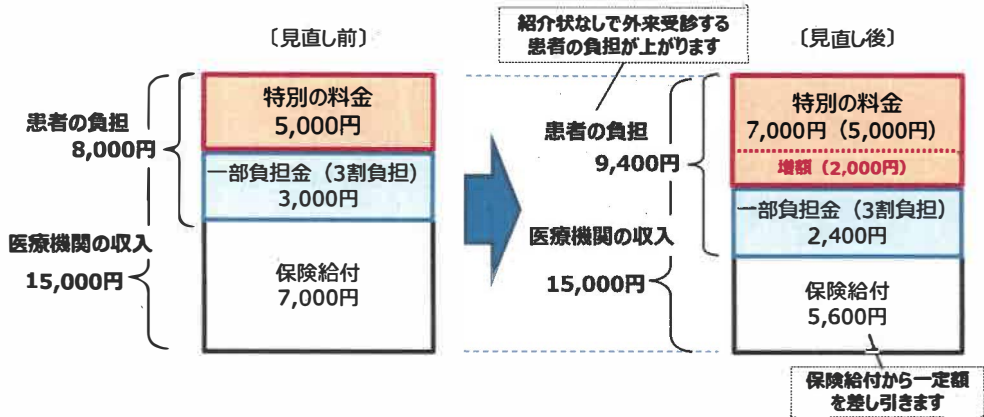 紹介状なしで外来受診する
患者の負担が上がります
〔見直し前〕
特別の料金
5,000円
患者の負担
8,000円
一部負担金（3割負担）
3,000円
医療機関の収入
15,000円
保険給付
7,000円
〔見直し後〕
特別の料金
7,000円（5,000円）
増額（2,000円）
患者の負担
9,400円
一部負担金（3割負担）
2,400円
医療機関の収入
15,000円
保険給付
5,600円
保険給付から一定額
を差し引きます